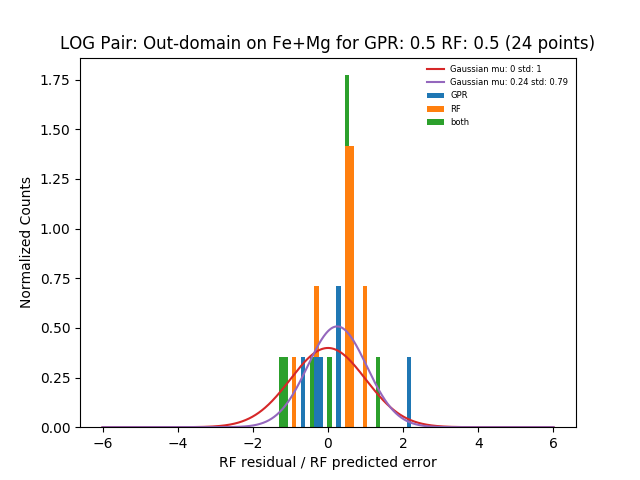 LOG Pair: Out-domain on Fe+Mg for GPR: 0.5 RF: 0.5 (24 points)
Gaussian mu: 0 std: 1
Gaussian mu: 0.24 std: 0.79
GPR
RF
both
Normalized Counts
1.75
1.50
1.25
1.00
0.75
0.50
0.25
0.00
−6 −4 −2 0 2 4 6
RF residual / RF predicted error